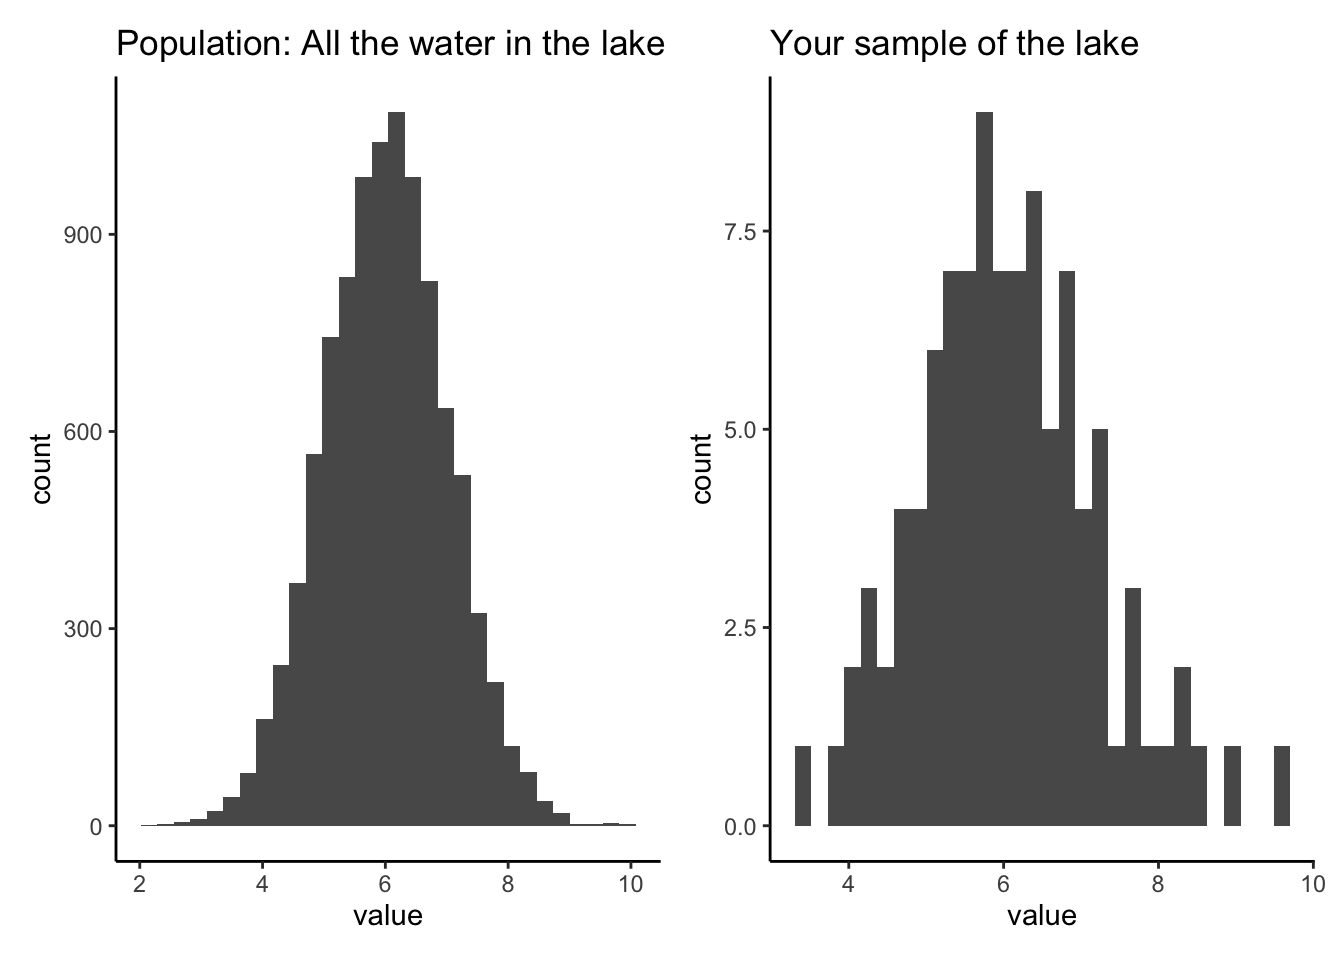 Population: All the water in the lake
count
900
600
300
0
2 4 6 8 10
value
Your sample of the lake
count
7.5
5.0
2.5
0.0
4 6 8 10
value